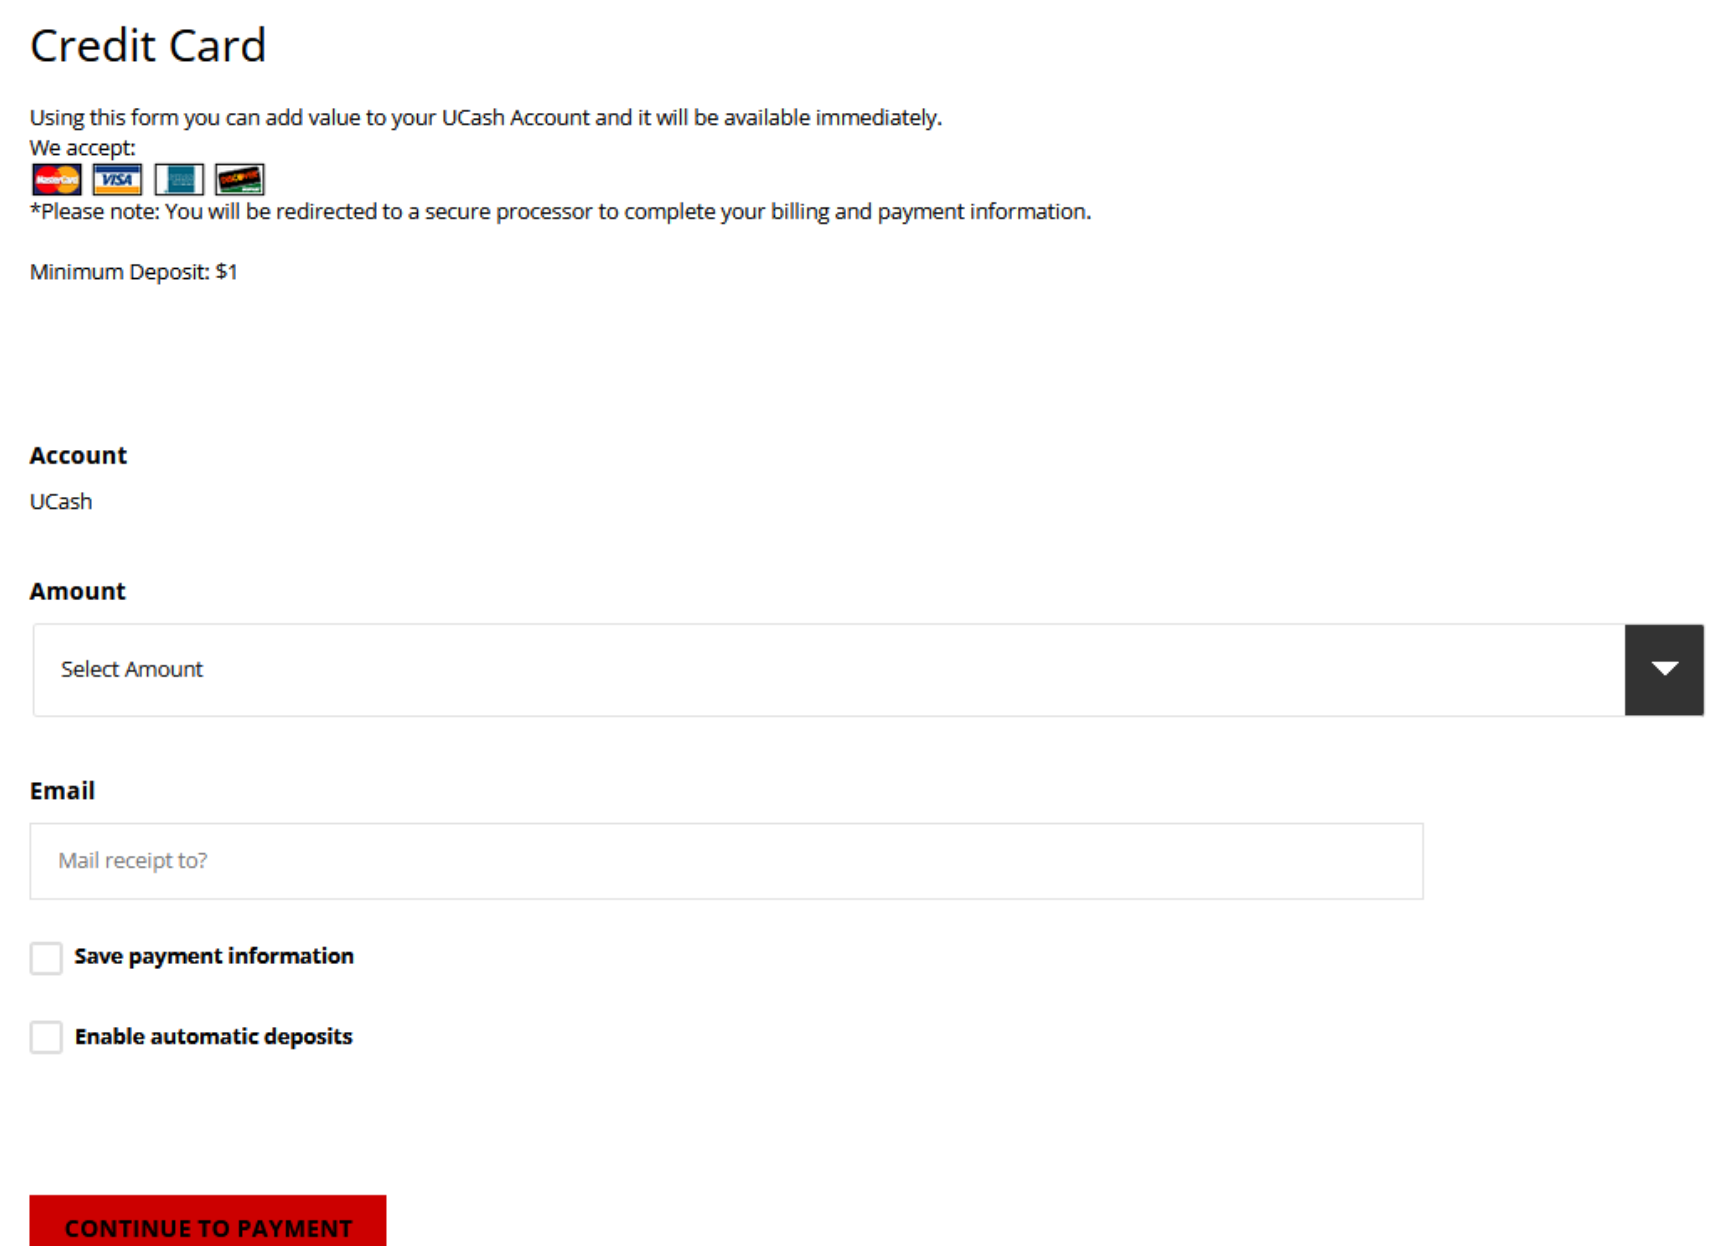 Credit Card
Using this form you can add value to your UCash Account and it will be available immediately.
We accept:
MasterCard VISA DISCOVER
*Please note: You will be redirected to a secure processor to complete your billing and payment information.
Minimum Deposit: $1
Account
UCash
Amount
Select Amount
Email
Mail receipt to?
Save payment information
Enable automatic deposits
CONTINUE TO PAYMENT